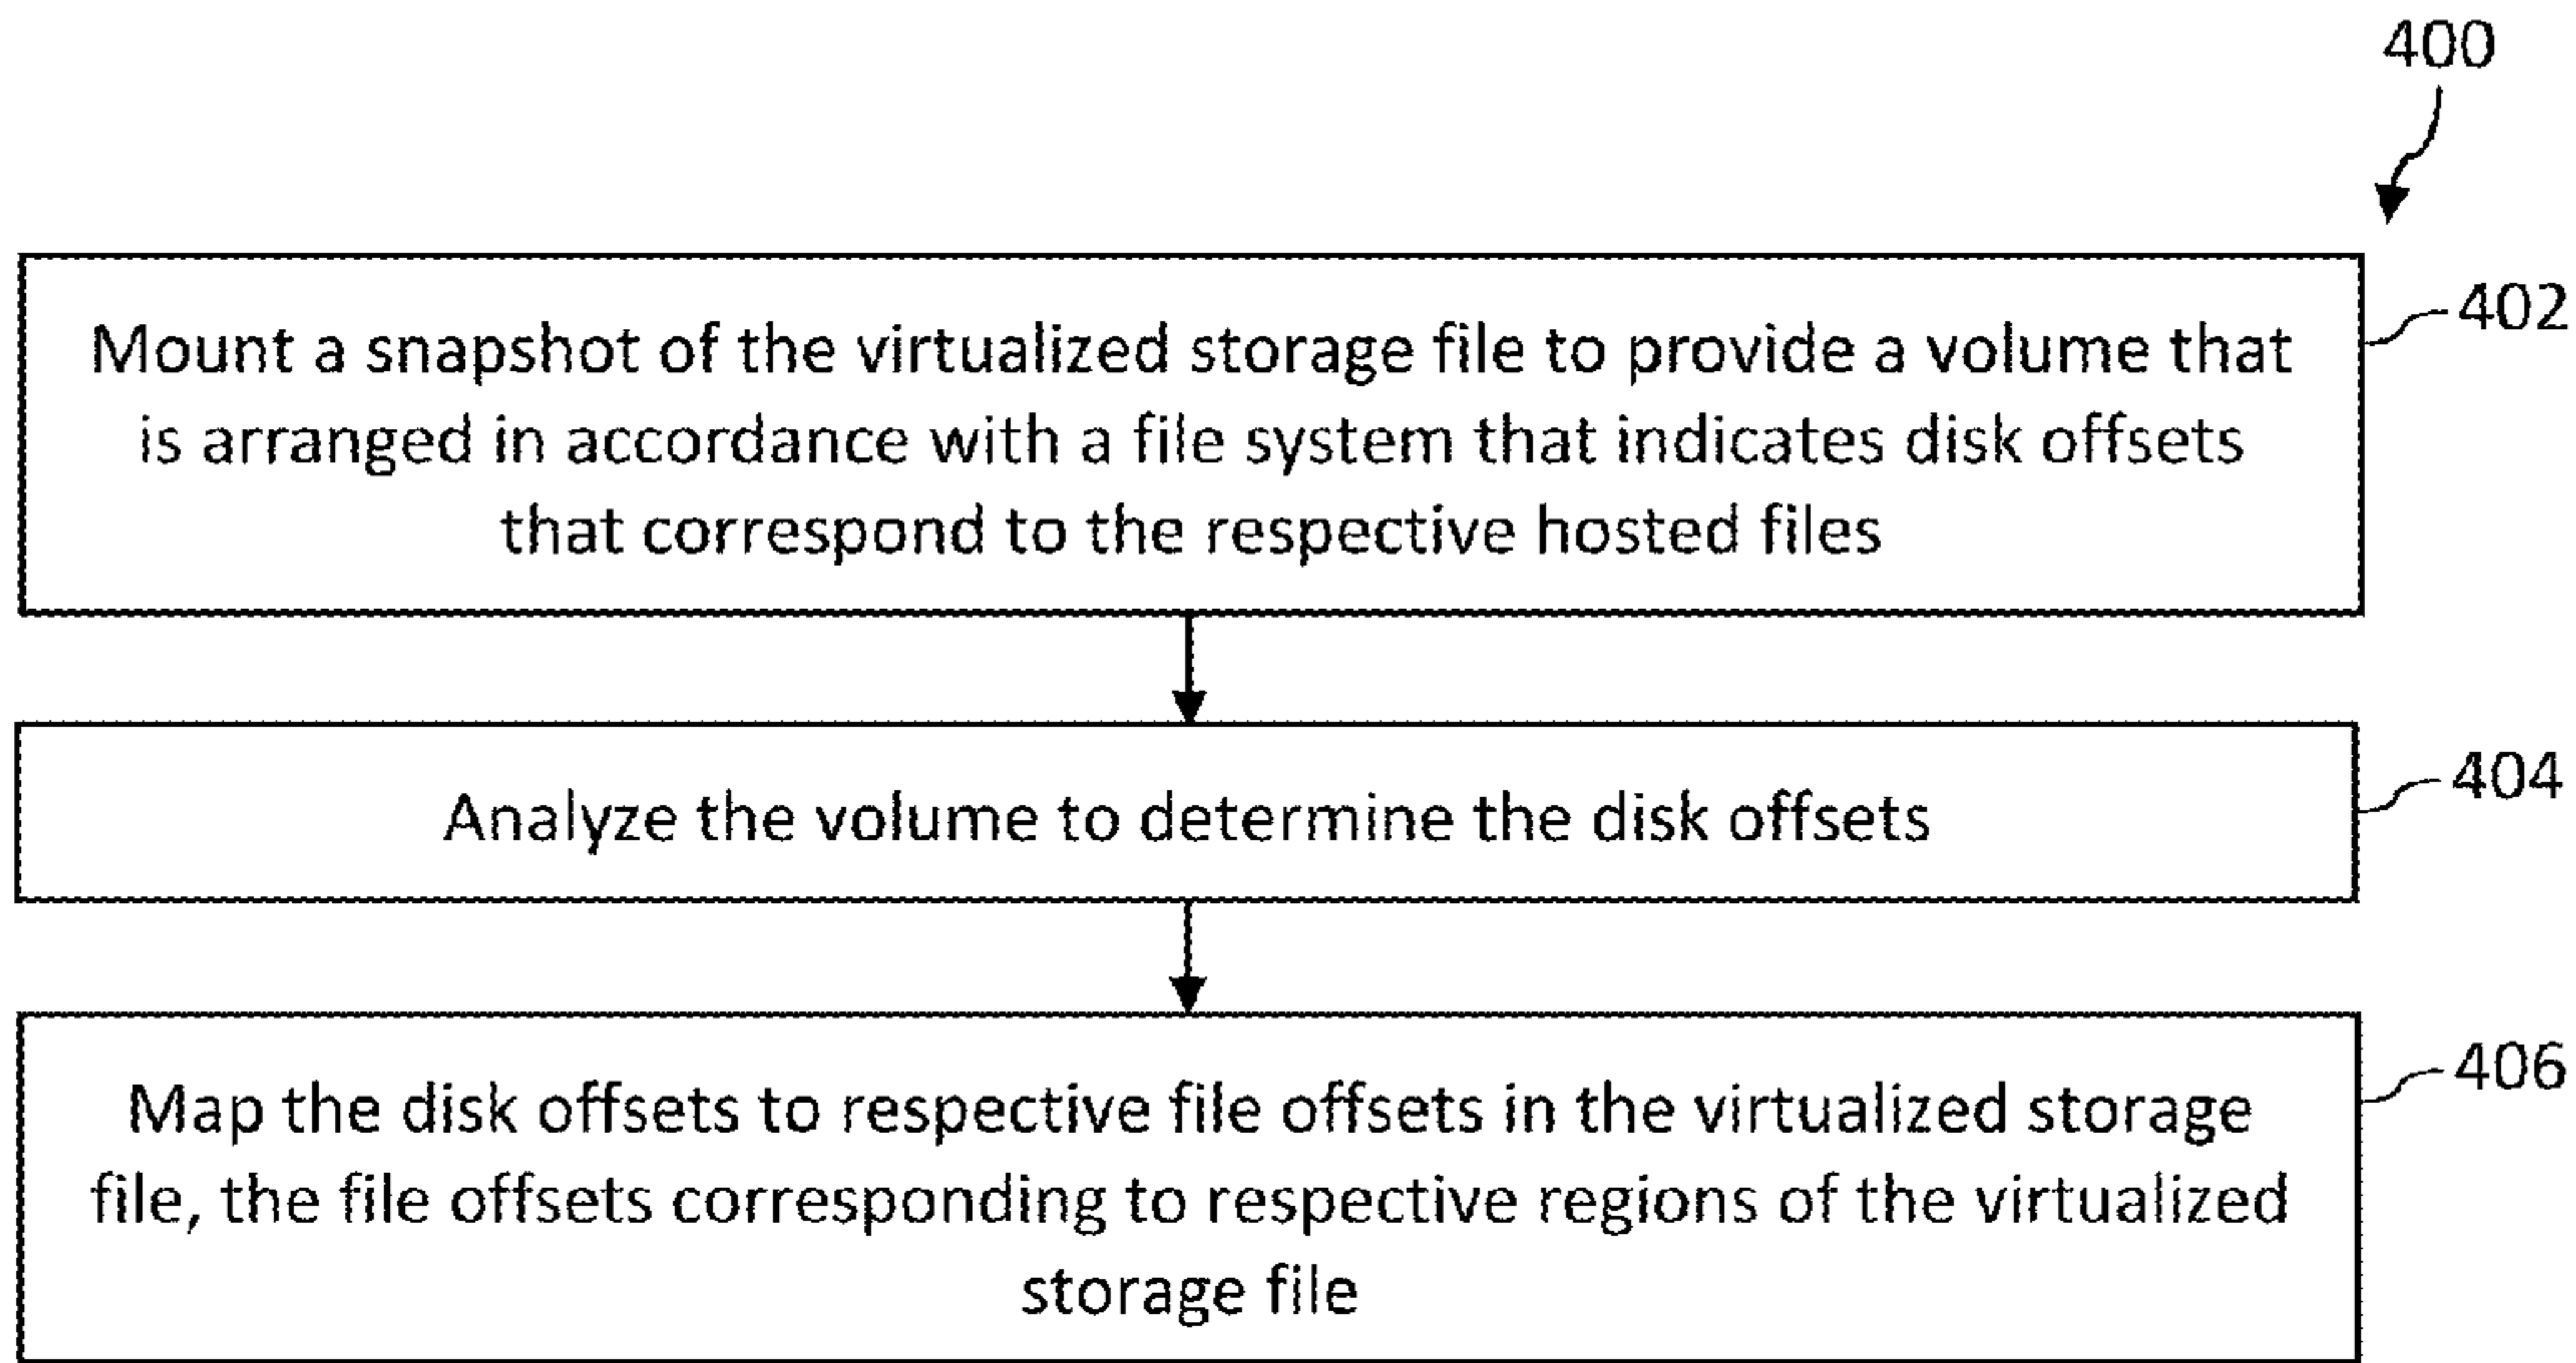 400
402
Mount a snapshot of the virtualized storage file to provide a volume that
is arranged in accordance with a file system that indicates disk offsets
that correspond to the respective hosted files
404
Analyze the volume to determine the disk offsets
406
Map the disk offsets to respective file offsets in the virtualized storage
file, the file offsets corresponding to respective regions of the virtualized
storage file